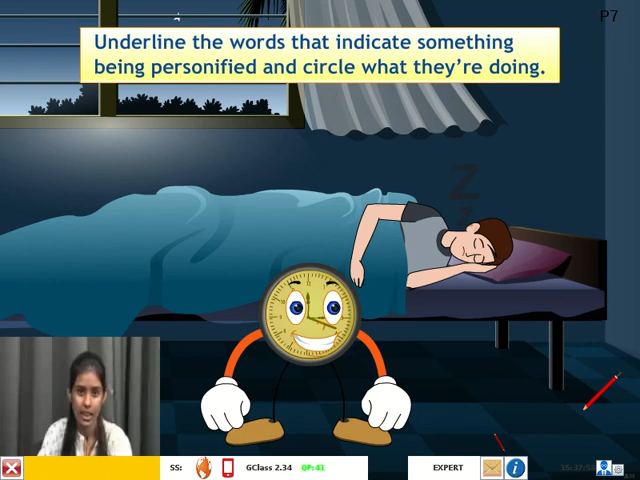 P7
Underline the words that indicate something
being personified and circle what they're doing.
Z
Z
SS:
GClass 2.34
QP:41
EXPERT